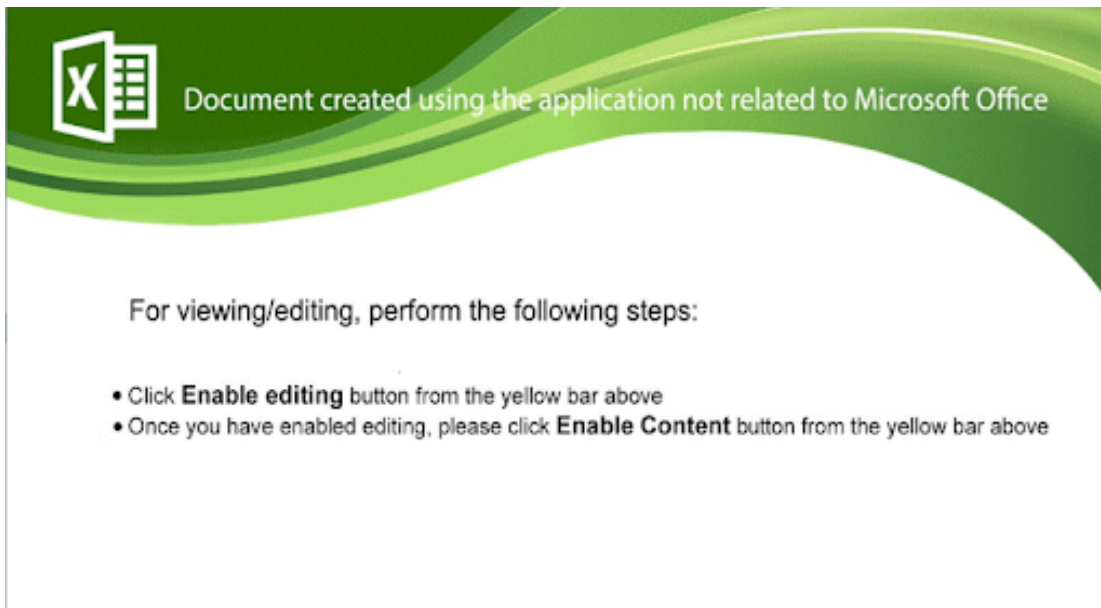 X
Document created using the application not related to Microsoft Office
For viewing/editing, perform the following steps:
• Click Enable editing button from the yellow bar above
• Once you have enabled editing, please click Enable Content button from the yellow bar above